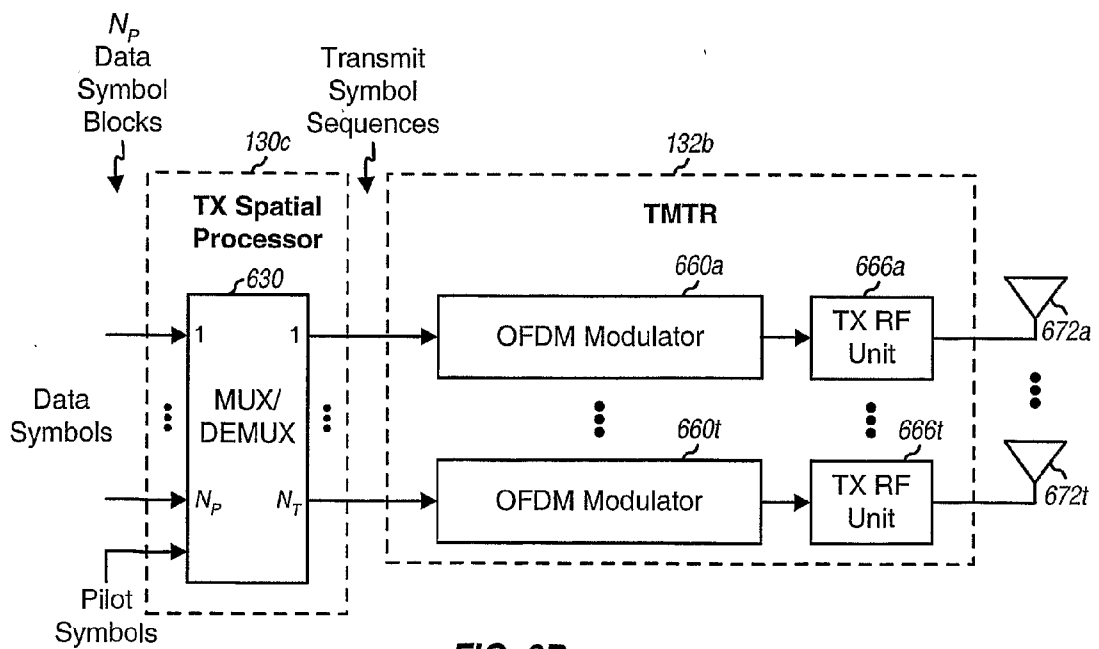 N_P
Data
Symbol
Blocks
Transmit
Symbol
Sequences
130c
132b
TX Spatial
Processor
TMTR
630
660a
666a
1
1
OFDM Modulator
TX RF
Unit
672a
Data
Symbols
MUX/
DEMUX
660t
666t
N_P
N_T
OFDM Modulator
TX RF
Unit
672t
Pilot
Symbols